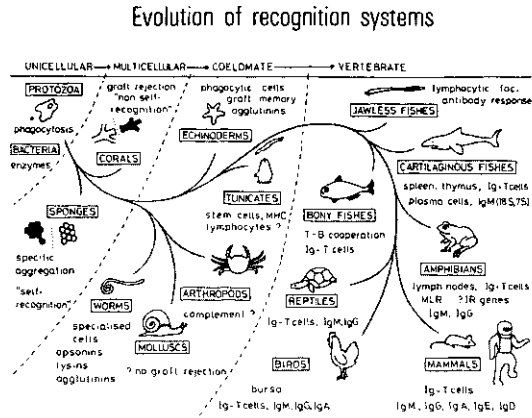 Evolution of recognition systems
UNICELLULAR → MULTICELLULAR → COELOMATE → VERTEBRATE
PROTOZOA
phagocytosis
BACTERIA
enzymes
graft rejection
"non self-
recognition"
CORALS
SPONGES
specific
aggregation
"self-
recognition"
phagocytic cells
graft memory
agglutinins
ECHINODERMS
TUNICATES
stem cells, MHC
lymphocytes ?
ARTHROPODS
complement ?
WORMS
specialised
cells
opsonins
lysins
agglutinins
MOLLUSCS
? no graft rejection
lymphocytic foc.
antibody response
JAWLESS FISHES
CARTILAGINOUS FISHES
spleen, thymus, Ig-T cells
plasma cells, IgM(18S,7S)
BONY FISHES
T-B cooperation
Ig-T cells
AMPHIBIANS
lymph nodes, Ig-T cells
MLR ?IR genes
IgM, IgG
REPTILES
Ig-T cells, IgM,IgG
BIRDS
bursa
Ig-T cells, IgM,IgG,IgA
MAMMALS
Ig-T cells
IgM, IgG, IgA, IgE, IgD